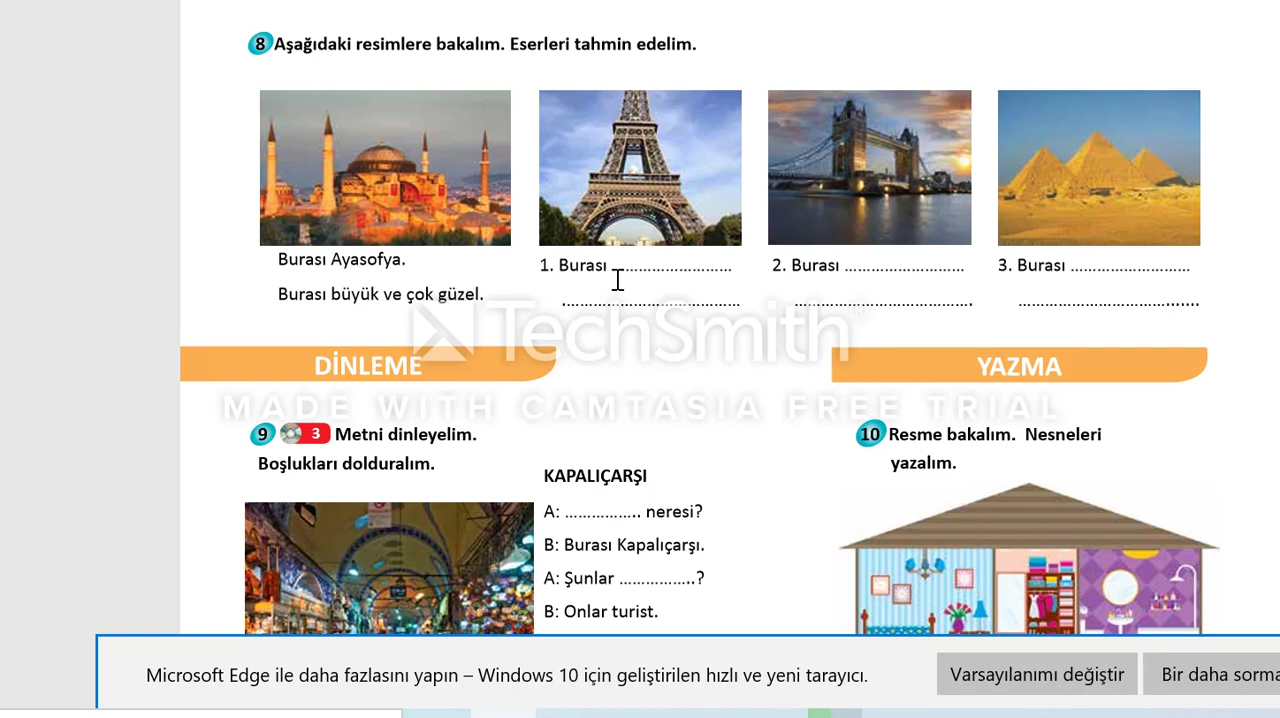 8 Aşağıdaki resimlere bakalım. Eserleri tahmin edelim.
Burası Ayasofya.
Burası büyük ve çok güzel.
1. Burası ……………………….
…………………………………
2. Burası ………………………
…………………………………
3. Burası ………………………
…………………………………
TechSmith
MADE WITH CAMTASIA FREE TRIAL
DİNLEME
YAZMA
9 3 Metni dinleyelim.
Boşlukları dolduralım.
KAPALIÇARŞI
A: …………….. neresi?
B: Burası Kapalıçarşı.
A: Şunlar ……………..?
B: Onlar turist.
10 Resme bakalım. Nesneleri
yazalım.
Microsoft Edge ile daha fazlasını yapın – Windows 10 için geliştirilen hızlı ve yeni tarayıcı.
Varsayılanımı değiştir
Bir daha sorma